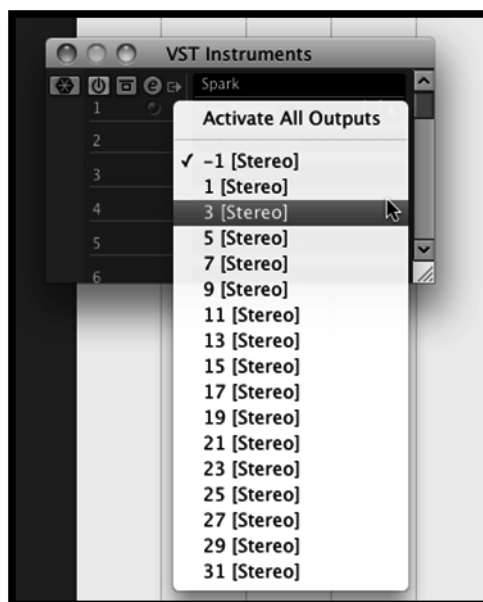 VST Instruments
e Spark
1
2
3
4
5
6
Activate All Outputs
✓ -1 [Stereo]
1 [Stereo]
3 [Stereo]
5 [Stereo]
7 [Stereo]
9 [Stereo]
11 [Stereo]
13 [Stereo]
15 [Stereo]
17 [Stereo]
19 [Stereo]
21 [Stereo]
23 [Stereo]
25 [Stereo]
27 [Stereo]
29 [Stereo]
31 [Stereo]